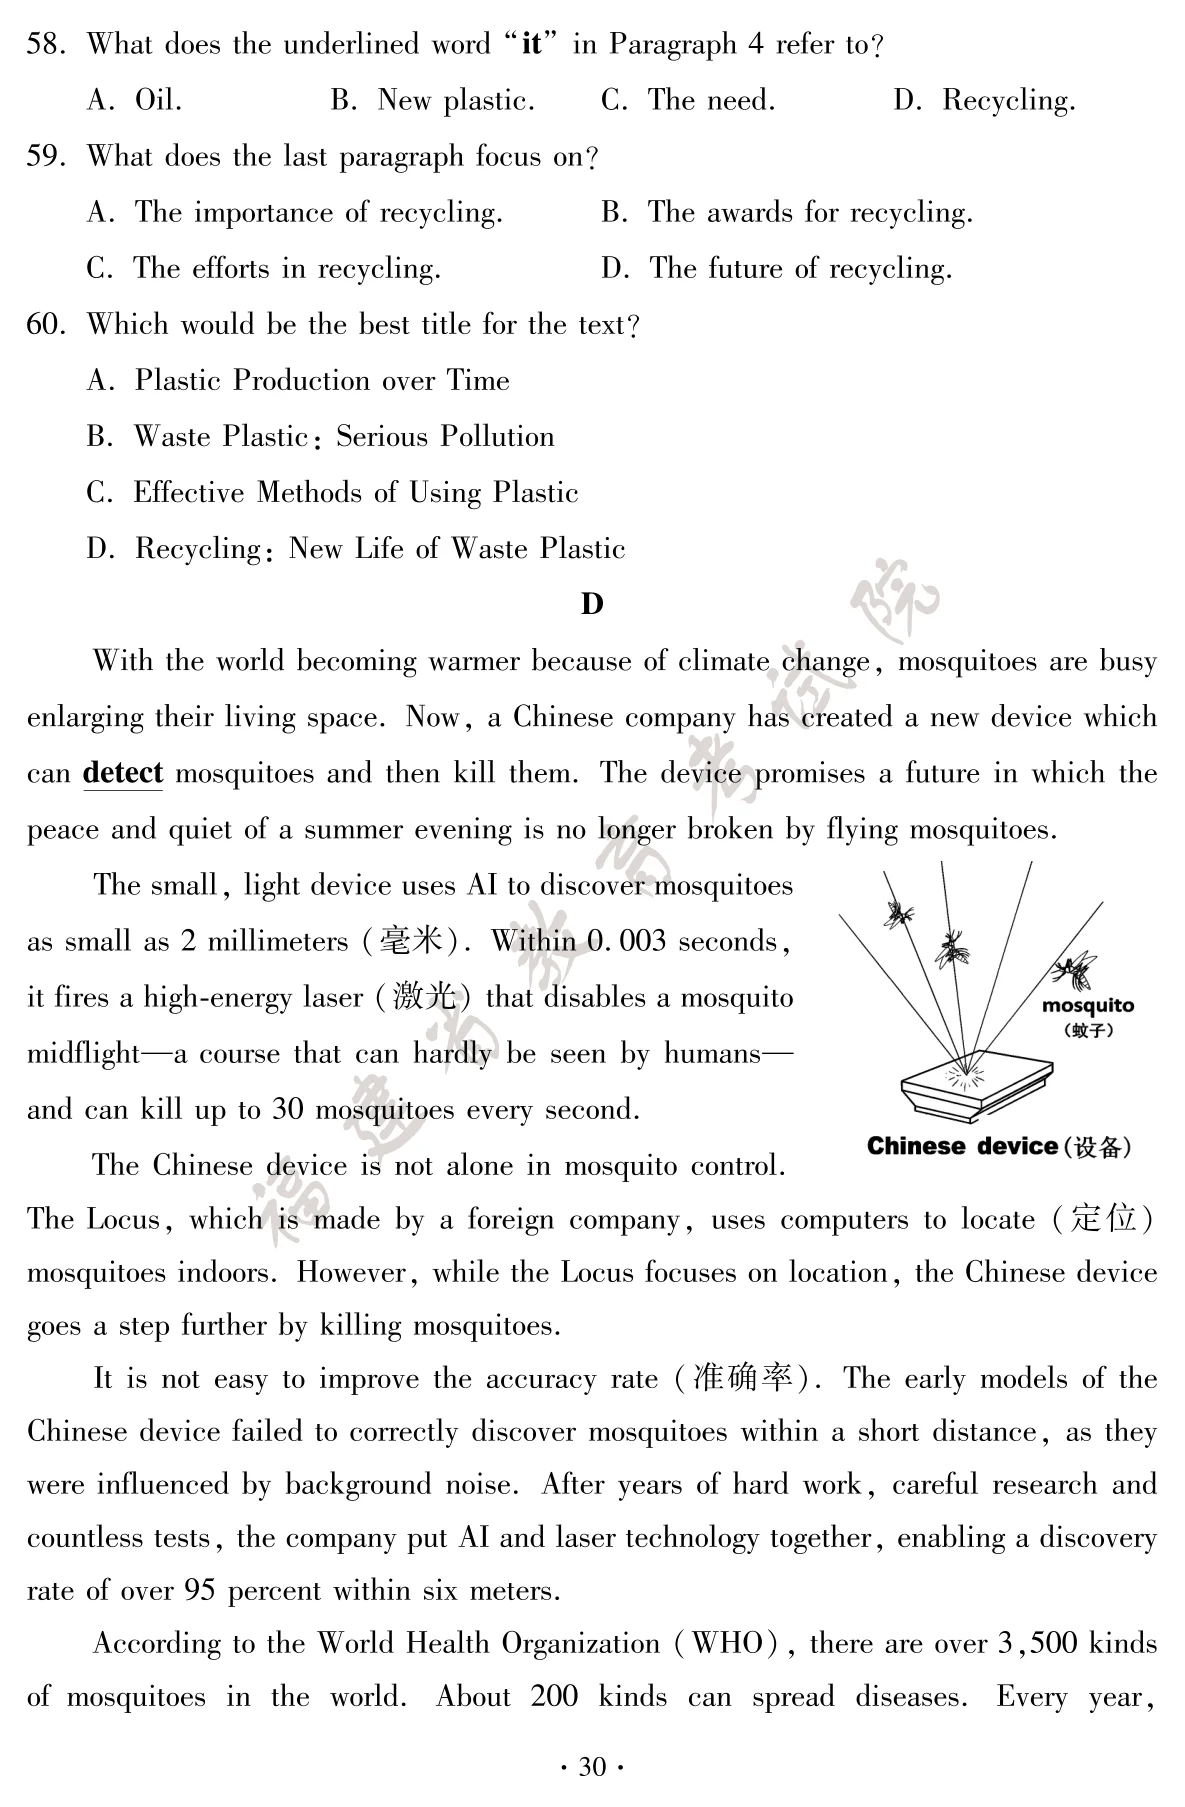 58. What does the underlined word “it” in Paragraph 4 refer to?
A. Oil. B. New plastic. C. The need. D. Recycling.
59. What does the last paragraph focus on?
A. The importance of recycling. B. The awards for recycling.
C. The efforts in recycling. D. The future of recycling.
60. Which would be the best title for the text?
A. Plastic Production over Time
B. Waste Plastic: Serious Pollution
C. Effective Methods of Using Plastic
D. Recycling: New Life of Waste Plastic
D
With the world becoming warmer because of climate change, mosquitoes are busy
enlarging their living space. Now, a Chinese company has created a new device which
can detect mosquitoes and then kill them. The device promises a future in which the
peace and quiet of a summer evening is no longer broken by flying mosquitoes.
The small, light device uses AI to discover mosquitoes
as small as 2 millimeters (毫米). Within 0.003 seconds,
it fires a high-energy laser (激光) that disables a mosquito
midflight—a course that can hardly be seen by humans—
and can kill up to 30 mosquitoes every second.
mosquito
(蚊子)
Chinese device(设备)
The Chinese device is not alone in mosquito control.
The Locus, which is made by a foreign company, uses computers to locate (定位)
mosquitoes indoors. However, while the Locus focuses on location, the Chinese device
goes a step further by killing mosquitoes.
It is not easy to improve the accuracy rate (准确率). The early models of the
Chinese device failed to correctly discover mosquitoes within a short distance, as they
were influenced by background noise. After years of hard work, careful research and
countless tests, the company put AI and laser technology together, enabling a discovery
rate of over 95 percent within six meters.
According to the World Health Organization (WHO), there are over 3,500 kinds
of mosquitoes in the world. About 200 kinds can spread diseases. Every year,
· 30 ·
福建省教育考试院